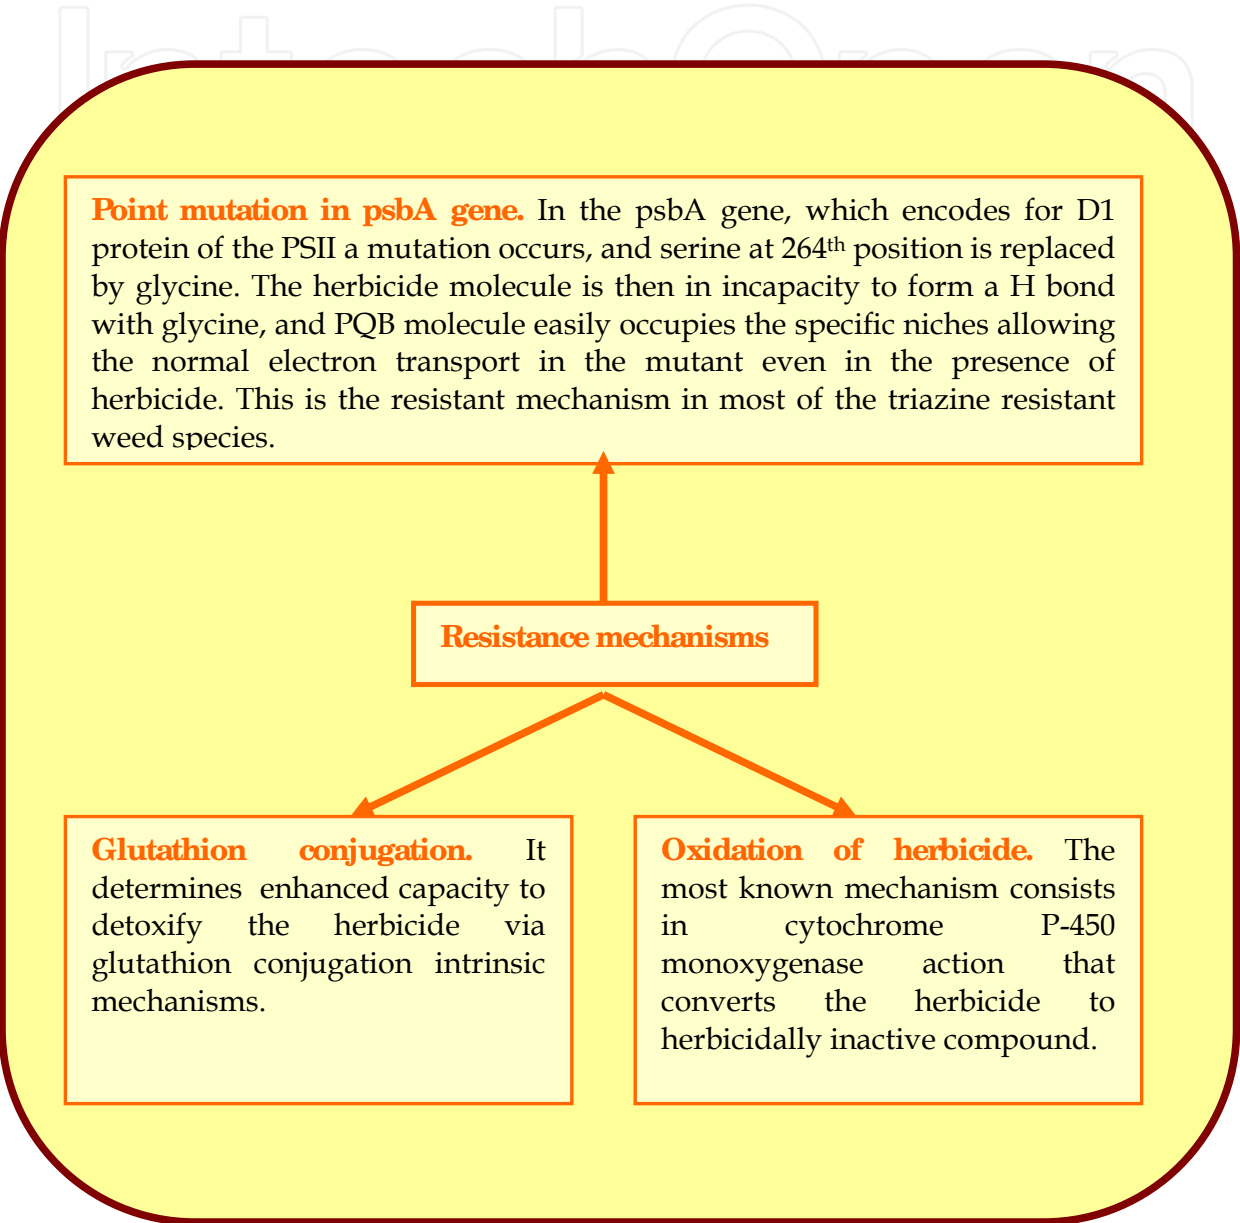 IntechOpen
Point mutation in psbA gene. In the psbA gene, which encodes for D1
protein of the PSII a mutation occurs, and serine at 264th position is replaced
by glycine. The herbicide molecule is then in incapacity to form a H bond
with glycine, and PQB molecule easily occupies the specific niches allowing
the normal electron transport in the mutant even in the presence of
herbicide. This is the resistant mechanism in most of the triazine resistant
weed species.
Resistance mechanisms
Glutathion conjugation. It
determines enhanced capacity to
detoxify the herbicide via
glutathion conjugation intrinsic
mechanisms.
Oxidation of herbicide. The
most known mechanism consists
in cytochrome P-450
monoxygenase action that
converts the herbicide to
herbicidally inactive compound.